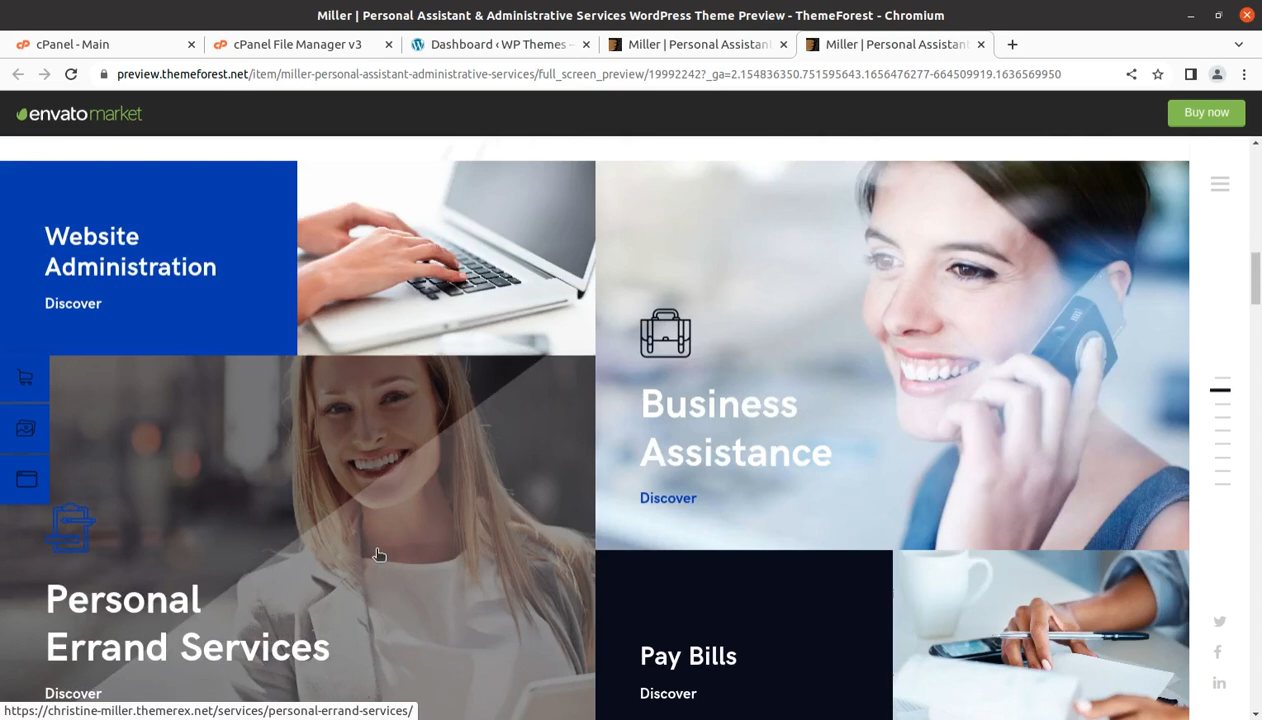 Miller | Personal Assistant & Administrative Services WordPress Theme Preview - ThemeForest - Chromium
cPanel - Main
cPanel File Manager v3
Dashboard ‹ WP Themes –
Miller | Personal Assistant
Miller | Personal Assistant
preview.themeforest.net/item/miller-personal-assistant-administrative-services/full_screen_preview/19992242?_ga=2.154836350.751595643.1656476277-664509919.1636569950
envato market
Buy now
Website
Administration
Discover
Business
Assistance
Discover
Personal
Errand Services
Discover
Pay Bills
Discover
https://christine-miller.themerex.net/services/personal-errand-services/